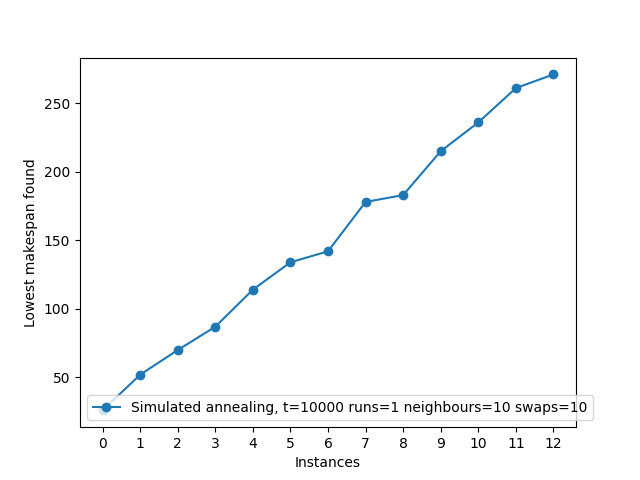 250
200
150
100
50
Lowest makespan found
Simulated annealing, t=10000 runs=1 neighbours=10 swaps=10
0 1 2 3 4 5 6 7 8 9 10 11 12
Instances